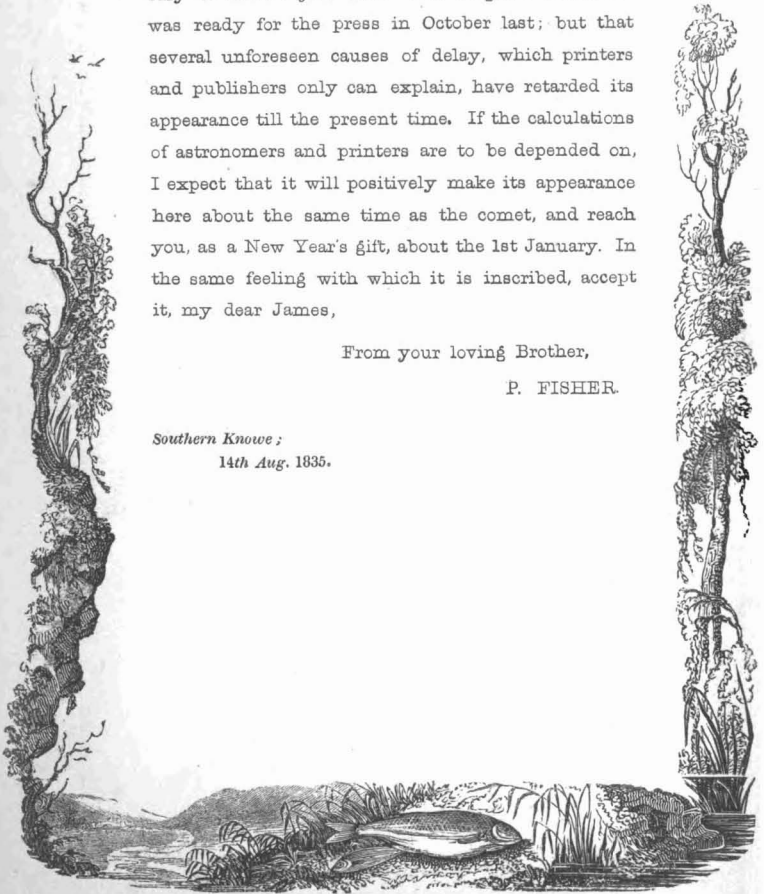 was ready for the press in October last; but that
several unforeseen causes of delay, which printers
and publishers only can explain, have retarded its
appearance till the present time. If the calculations
of astronomers and printers are to be depended on,
I expect that it will positively make its appearance
here about the same time as the comet, and reach
you, as a New Year's gift, about the 1st January. In
the same feeling with which it is inscribed, accept
it, my dear James,
From your loving Brother,
P. FISHER.
Southern Knowe;
14th Aug. 1835.